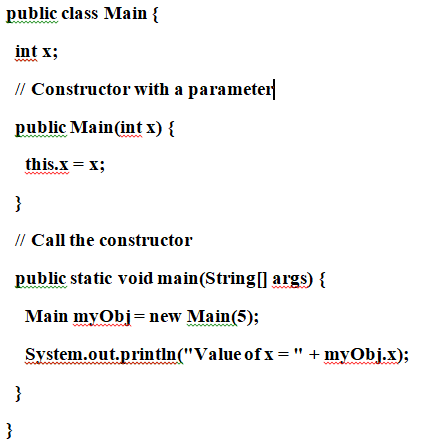 public class Main {
int x;
// Constructor with a parameter
public Main(int x) {
this.x = x;
}
// Call the constructor
public static void main(String[] args) {
Main myObj = new Main(5);
System.out.println("Value of x = " + myObj.x);
}
}